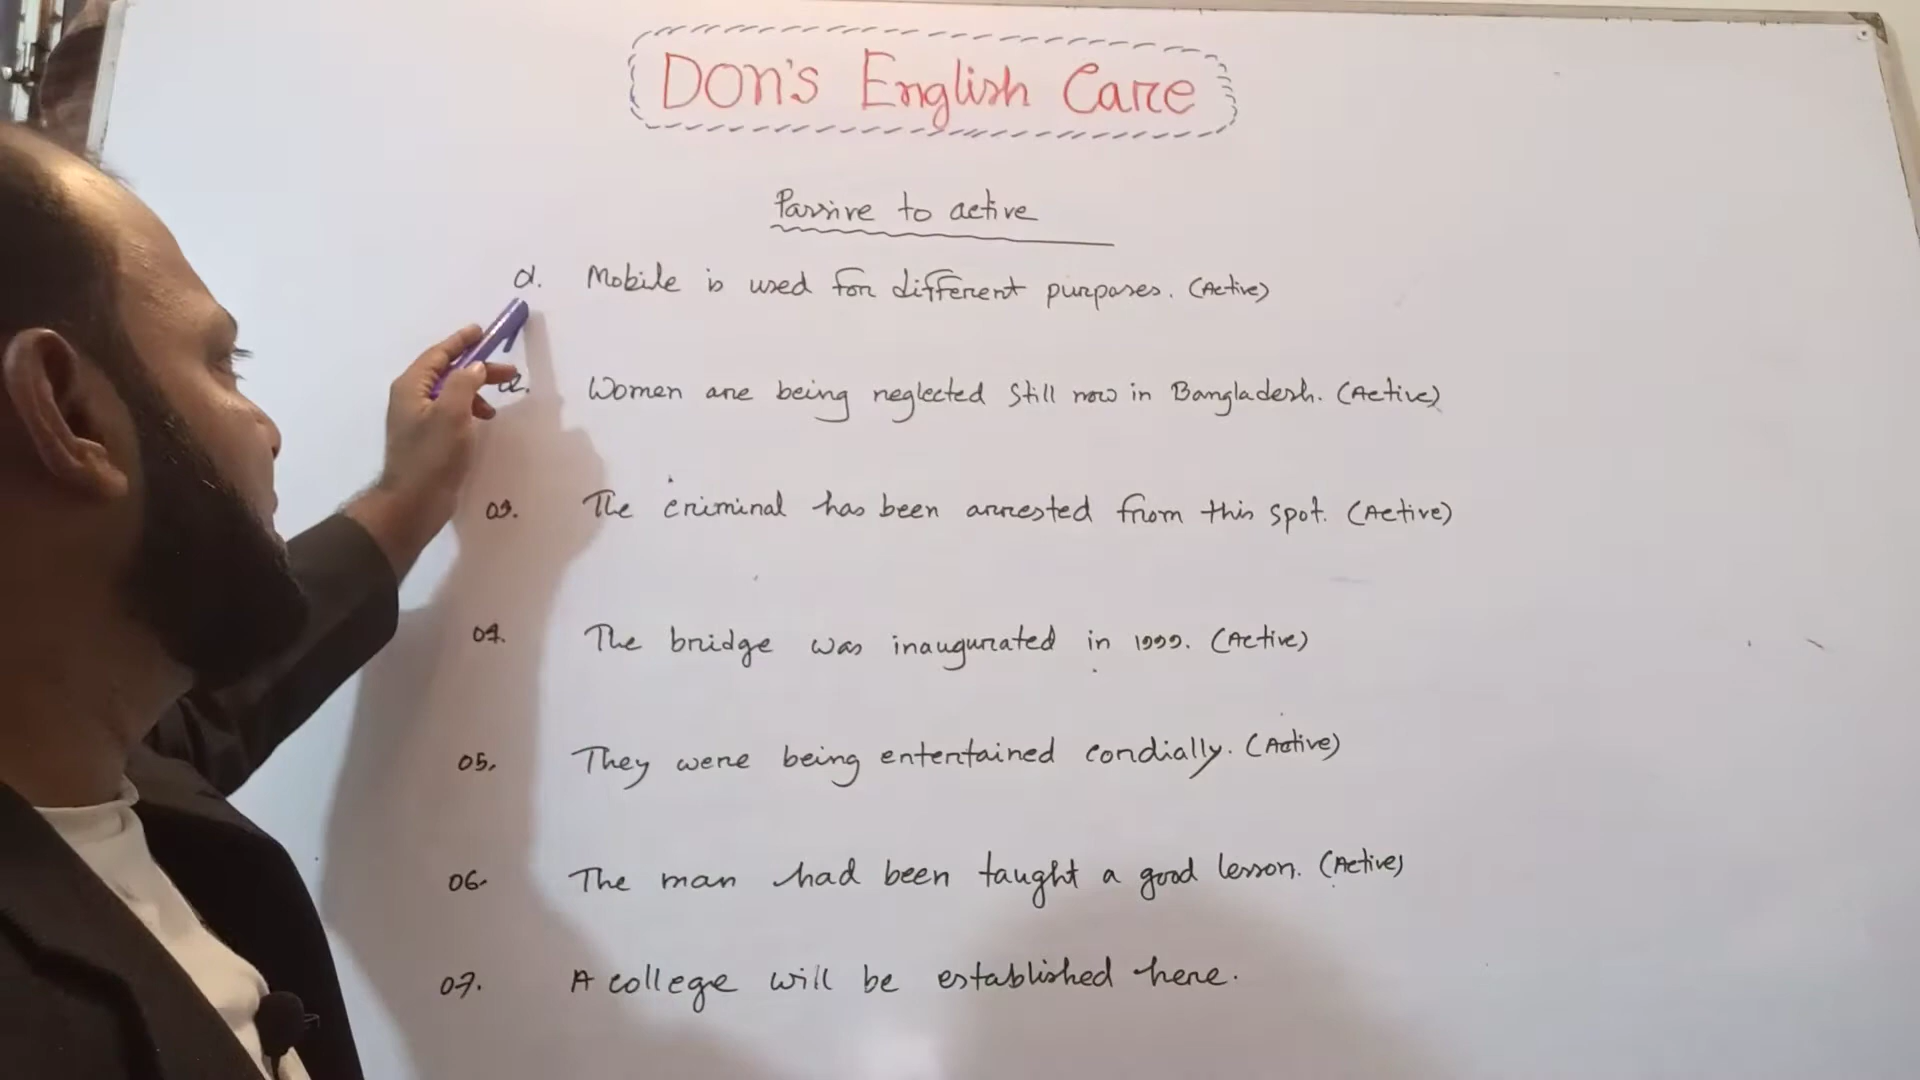 Don's English Care
Passive to active
Mobile is used for different purposes. (Active)
Women are being neglected still now in Bangladesh. (Active)
03. The criminal has been arrested from this spot. (Active)
04. The bridge was inaugurated in 1999. (Active)
05. They were being entertained cordially. (Active)
06. The man had been taught a good lesson. (Active)
07. A college will be established here.